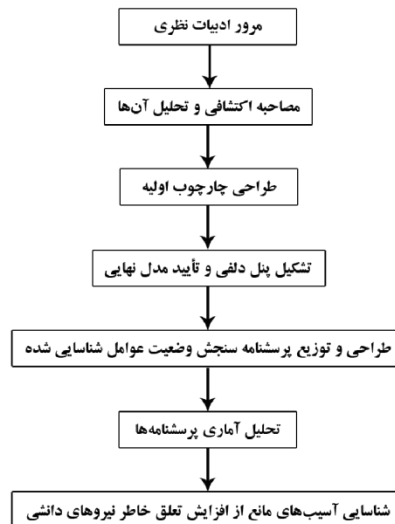 مرور ادبیات نظری
مصاحبه اکتشافی و تحلیل آن‌ها
طراحی چارچوب اولیه
تشکیل پنل دلفی و تأیید مدل نهایی
طراحی و توزیع پرسشنامه سنجش وضعیت عوامل شناسایی شده
تحلیل آماری پرسشنامه‌ها
شناسایی آسیب‌های مانع از افزایش تعلق خاطر نیروهای دانشی